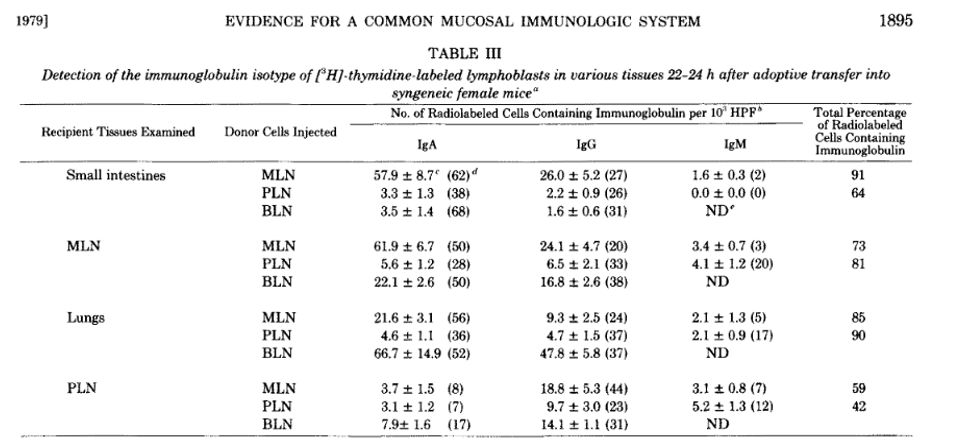 1979] EVIDENCE FOR A COMMON MUCOSAL IMMUNOLOGIC SYSTEM 1895
TABLE III
Detection of the immunoglobulin isotype of [³H]-thymidine-labeled lymphoblasts in various tissues 22-24 h after adoptive transfer into
syngeneic female miceᵃ
Recipient Tissues Examined Donor Cells Injected No. of Radiolabeled Cells Containing Immunoglobulin per 10³ HPFᵇ Total Percentage of Radiolabeled Cells Containing Immunoglobulin
IgA IgG IgM
Small intestines MLN 57.9 ± 8.7ᶜ (62)ᵈ 26.0 ± 5.2 (27) 1.6 ± 0.3 (2) 91
PLN 3.3 ± 1.3 (38) 2.2 ± 0.9 (26) 0.0 ± 0.0 (0) 64
BLN 3.5 ± 1.4 (68) 1.6 ± 0.6 (31) NDᵉ
MLN MLN 61.9 ± 6.7 (50) 24.1 ± 4.7 (20) 3.4 ± 0.7 (3) 73
PLN 5.6 ± 1.2 (28) 6.5 ± 2.1 (33) 4.1 ± 1.2 (20) 81
BLN 22.1 ± 2.6 (50) 16.8 ± 2.6 (38) ND
Lungs MLN 21.6 ± 3.1 (56) 9.3 ± 2.5 (24) 2.1 ± 1.3 (5) 85
PLN 4.6 ± 1.1 (36) 4.7 ± 1.5 (37) 2.1 ± 0.9 (17) 90
BLN 66.7 ± 14.9 (52) 47.8 ± 5.8 (37) ND
PLN MLN 3.7 ± 1.5 (8) 18.8 ± 5.3 (44) 3.1 ± 0.8 (7) 59
PLN 3.1 ± 1.2 (7) 9.7 ± 3.0 (23) 5.2 ± 1.3 (12) 42
BLN 7.9± 1.6 (17) 14.1 ± 1.1 (31) ND